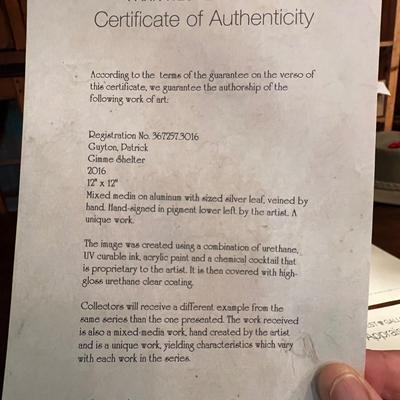 Certificate of Authenticity
According to the terms of the guarantee on the verso of
this certificate, we guarantee the authorship of the
following work of art:
Registration No. 367257.3016
Guyton, Patrick
Gimme Shelter
2016
12" x 12"
Mixed media on aluminum with sized silver leaf, veined by
hand. Hand-signed in pigment lower left by the artist. A
unique work.
The image was created using a combination of urethane,
UV curable ink, acrylic paint and a chemical cocktail that
is proprietary to the artist. It is then covered with high-
gloss urethane clear coating.
Collectors will receive a different example from the
same series than the one presented. The work received
is also a mixed-media work, hand created by the artist
and is a unique work, yielding characteristics which vary
with each work in the series.